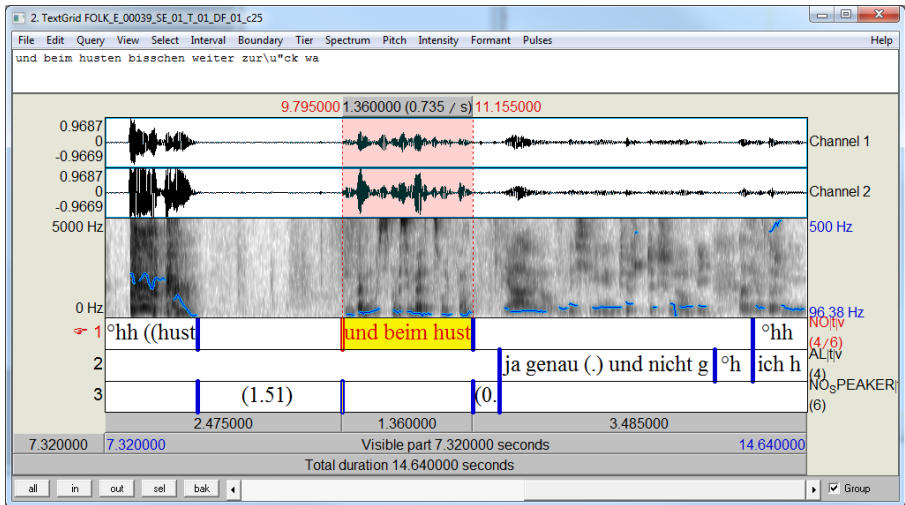 2. TextGrid FOLK_E_00039_SE_01_T_01_DF_01_c25
File Edit Query View Select Interval Boundary Tier Spectrum Pitch Intensity Formant Pulses Help
und beim husten bisschen weiter zur\u"ck wa
9.795000 1.360000 (0.735 / s) 11.155000
0.9687
0
-0.9669
Channel 1
0.9687
0
-0.9669
Channel 2
5000 Hz 500 Hz
0 Hz 96.38 Hz
☞ 1 °hh ((hust und beim hust °hh NO|t|v
(4/6)
2 ja genau (.) und nicht g °h ich h AL|t|v
(4)
3 (1.51) (0. NOSPEAKER|
(6)
2.475000 1.360000 3.485000
7.320000 7.320000 Visible part 7.320000 seconds 14.640000
Total duration 14.640000 seconds
all in out sel bak Group